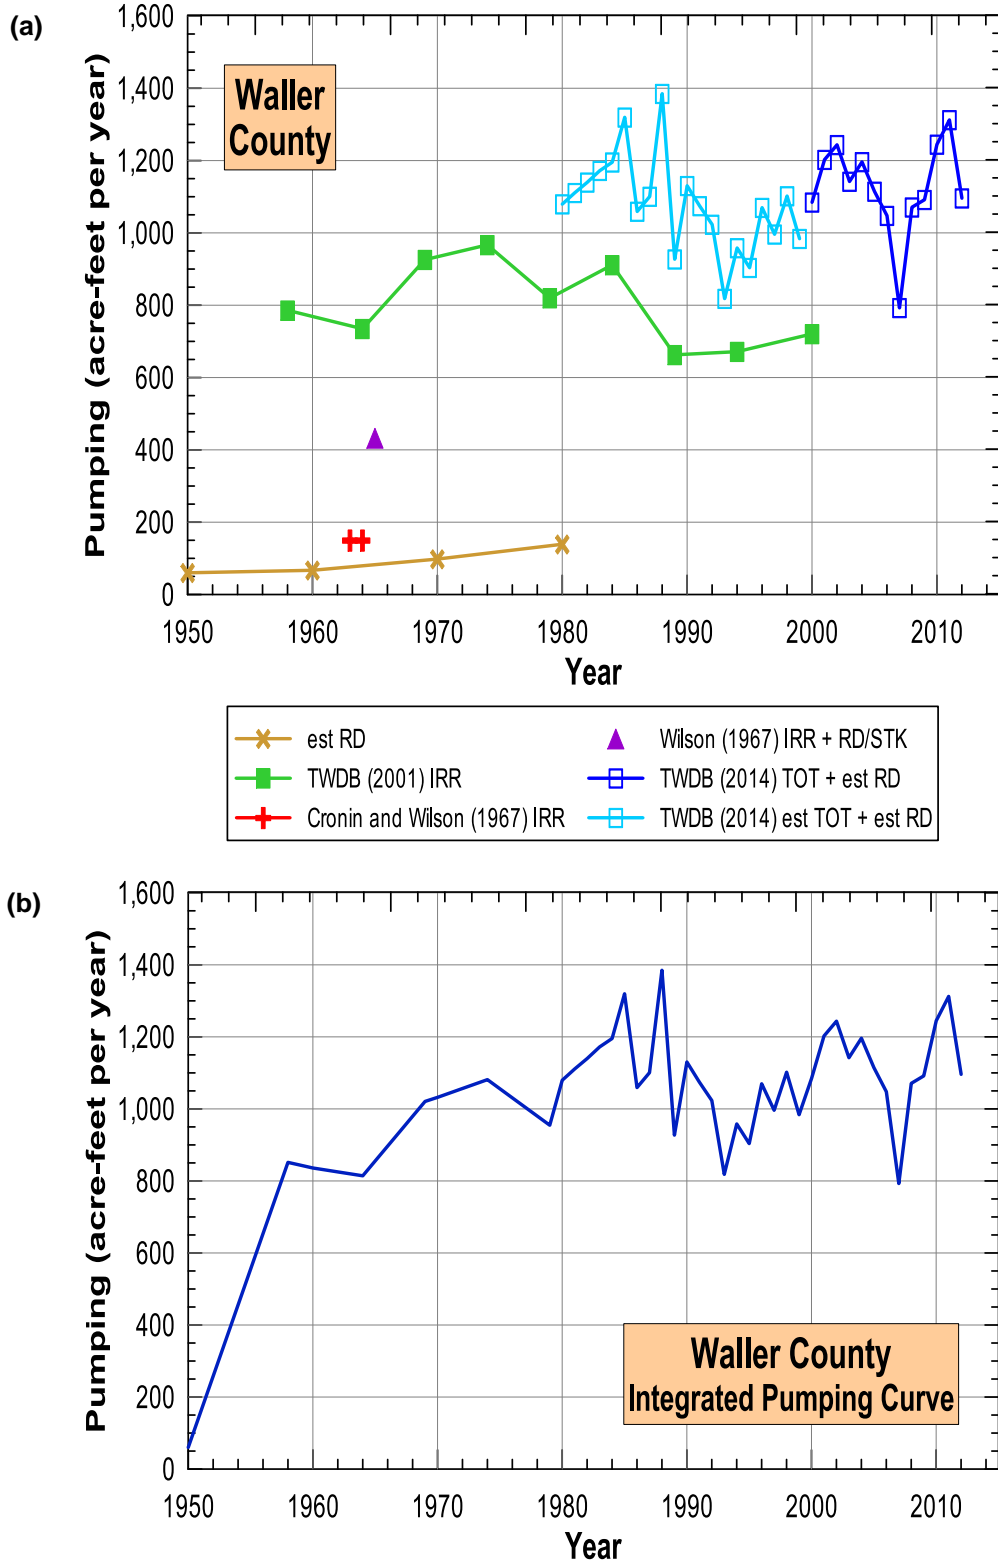 (a)
Pumping (acre-feet per year)
1,600
1,400
1,200
1,000
800
600
400
200
0
Waller
County
1950 1960 1970 1980 1990 2000 2010
Year
est RD
TWDB (2001) IRR
Cronin and Wilson (1967) IRR
Wilson (1967) IRR + RD/STK
TWDB (2014) TOT + est RD
TWDB (2014) est TOT + est RD
(b)
Pumping (acre-feet per year)
1,600
1,400
1,200
1,000
800
600
400
200
0
Waller County
Integrated Pumping Curve
1950 1960 1970 1980 1990 2000 2010
Year